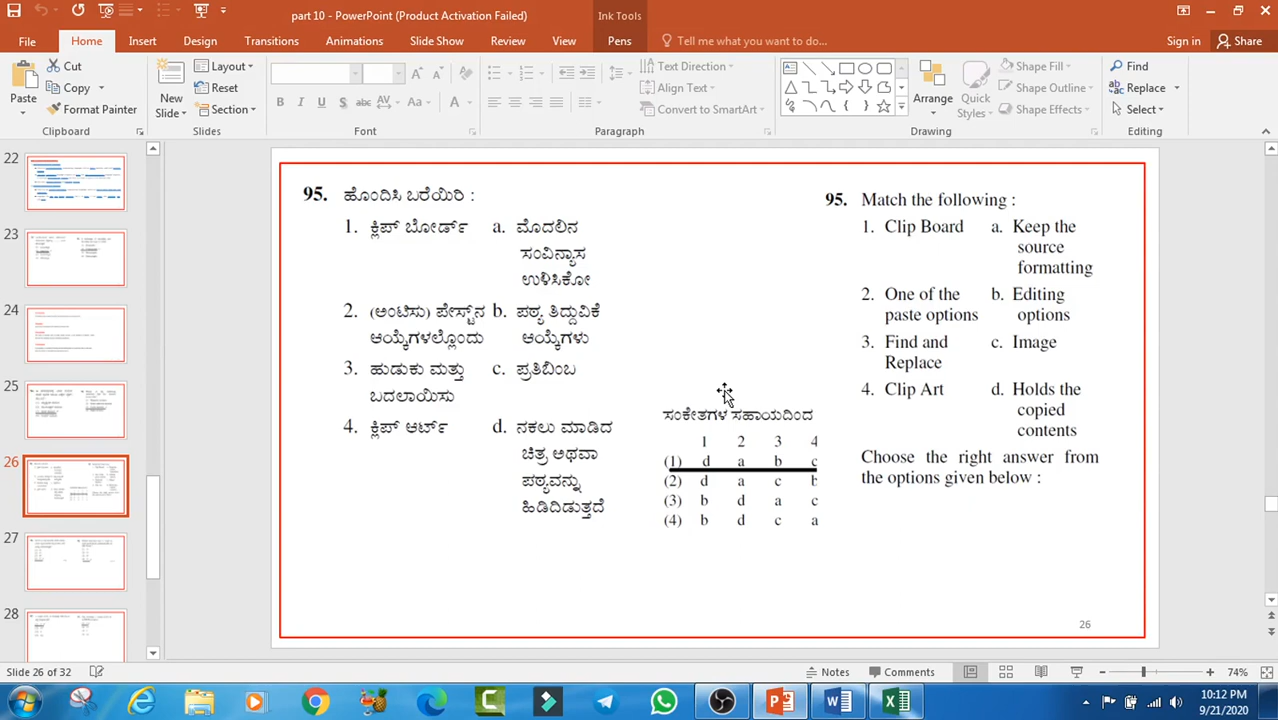 part 10 - PowerPoint (Product Activation Failed)
Ink Tools
File Home Insert Design Transitions Animations Slide Show Review View Pens Tell me what you want to do... Sign in Share
Paste
Cut
Copy
Format Painter
Clipboard
New Slide
Layout
Reset
Section
Slides
Font
Text Direction
Align Text
Convert to SmartArt
Paragraph
Arrange
Quick Styles
Shape Fill
Shape Outline
Shape Effects
Drawing
Find
Replace
Select
Editing
22
23
24
25
26
27
28
95. ಹೊಂದಿಸಿ ಬರೆಯಿರಿ :
1. ಕ್ಲಿಪ್ ಬೋರ್ಡ್ a. ಮೊದಲಿನ
ಸಂವಿನ್ಯಾಸ
ಉಳಿಸಿಕೋ
2. (ಅಂಟಿಸು) ಪೇಸ್ಟ್‌ನ b. ಪಠ್ಯ ತಿದ್ದುವಿಕೆ
ಆಯ್ಕೆಗಳಲ್ಲೊಂದು ಆಯ್ಕೆಗಳು
3. ಹುಡುಕು ಮತ್ತು c. ಪ್ರತಿಬಿಂಬ
ಬದಲಾಯಿಸು
4. ಕ್ಲಿಪ್ ಆರ್ಟ್ d. ನಕಲು ಮಾಡಿದ
ಚಿತ್ರ ಅಥವಾ
ಪಠ್ಯವನ್ನು
ಹಿಡಿದಿಡುತ್ತದೆ
ಸಂಕೇತಗಳ ಸಹಾಯದಿಂದ
1 2 3 4
(1) d a b c
(2) d a c
(3) b d a c
(4) b d c a
95. Match the following :
1. Clip Board a. Keep the
source
formatting
2. One of the b. Editing
paste options options
3. Find and c. Image
Replace
4. Clip Art d. Holds the
copied
contents
Choose the right answer from
the options given below :
26
Slide 26 of 32
Notes
Comments
74%
10:12 PM
9/21/2020